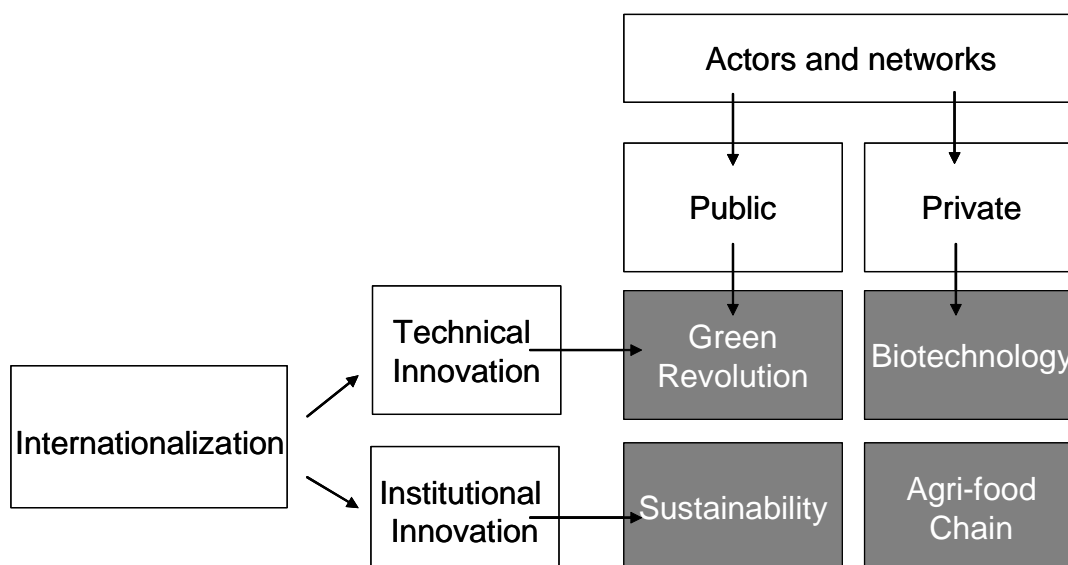 Actors and networks
Public
Private
Technical
Innovation
Green
Revolution
Biotechnology
Internationalization
Institutional
Innovation
Sustainability
Agri-food
Chain